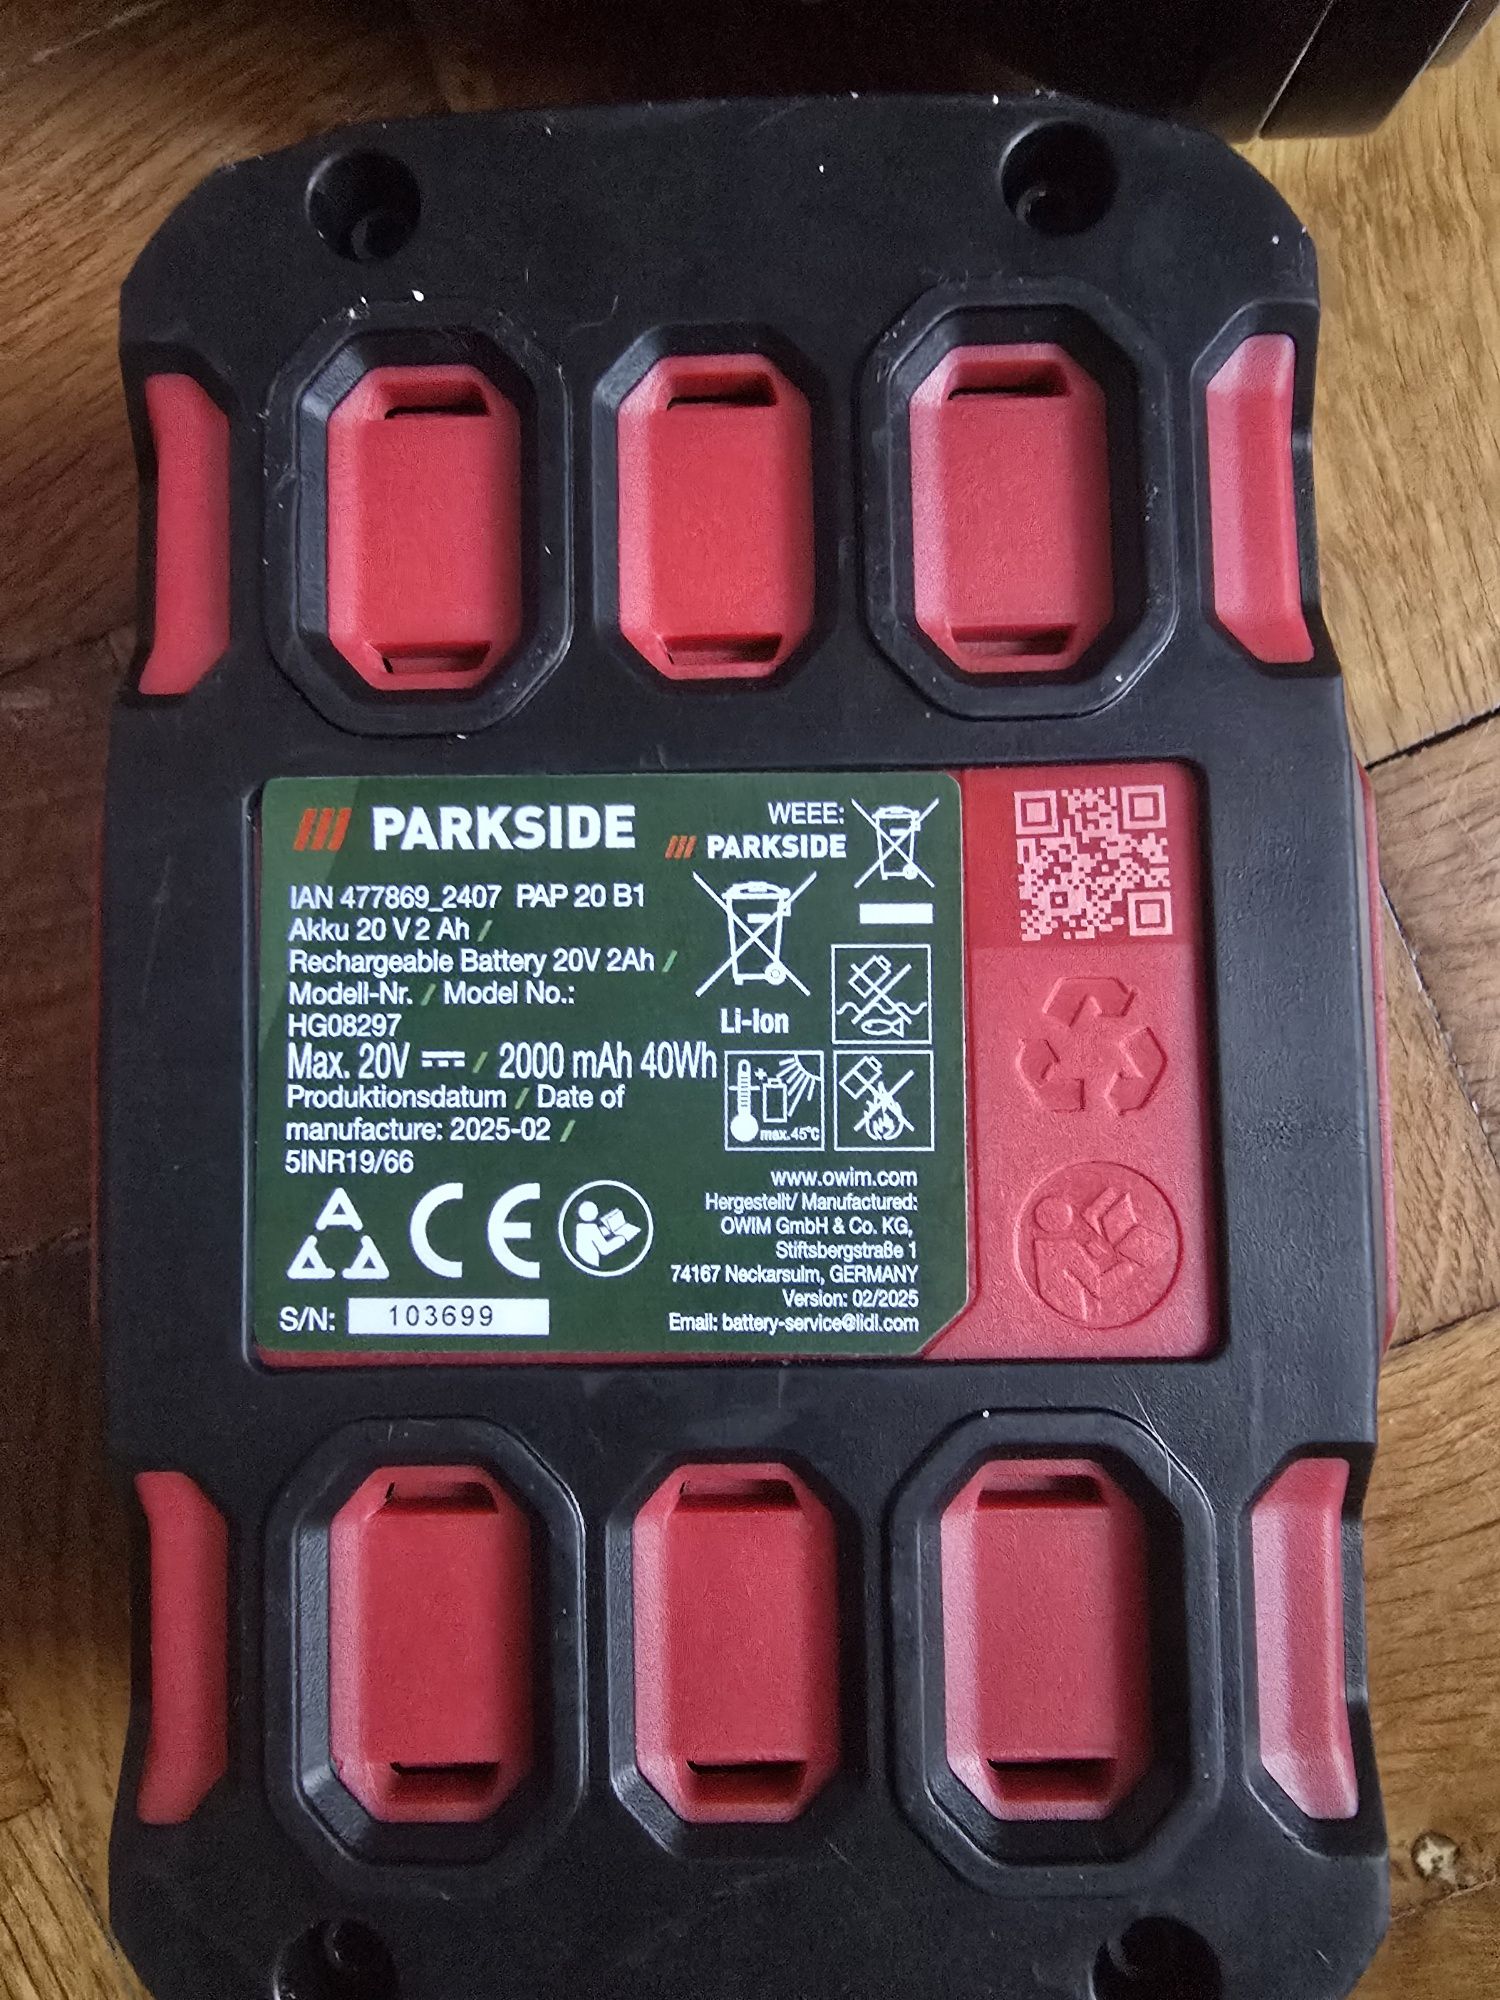 PARKSIDE
IAN 477869_2407 PAP 20 B1
Akku 20 V 2 Ah /
Rechargeable Battery 20V 2Ah /
Modell-Nr. / Model No.:
HG08297
Max. 20V / 2000 mAh 40Wh
Produktionsdatum / Date of
manufacture: 2025-02 /
5INR19/66
S/N: 103699
WEEE:
PARKSIDE
Li-Ion
max. 45°C
CE
www.owim.com
Hergestellt/ Manufactured:
OWIM GmbH & Co. KG,
Stiftsbergstraße 1
74167 Neckarsulm, GERMANY
Version: 02/2025
Email: battery-service@lidl.com